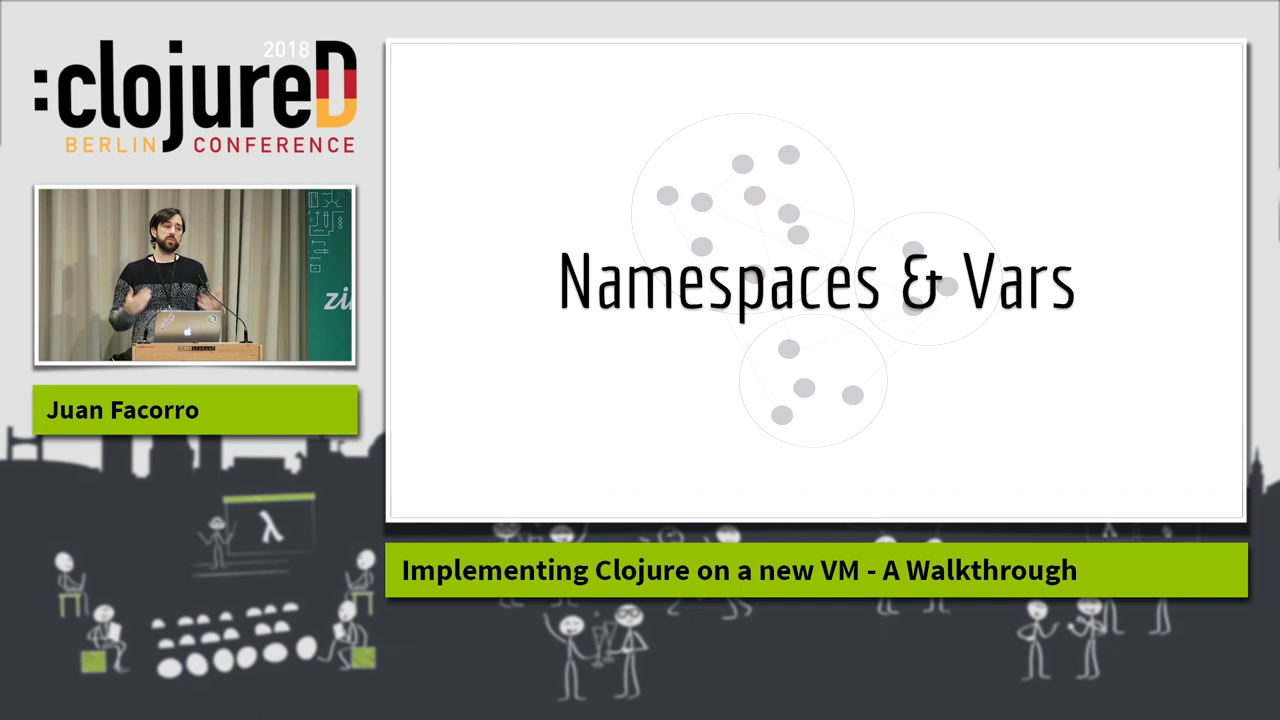 2018
:clojureD
BERLIN CONFERENCE
Juan Facorro
Namespaces & Vars
Implementing Clojure on a new VM - A Walkthrough
λ